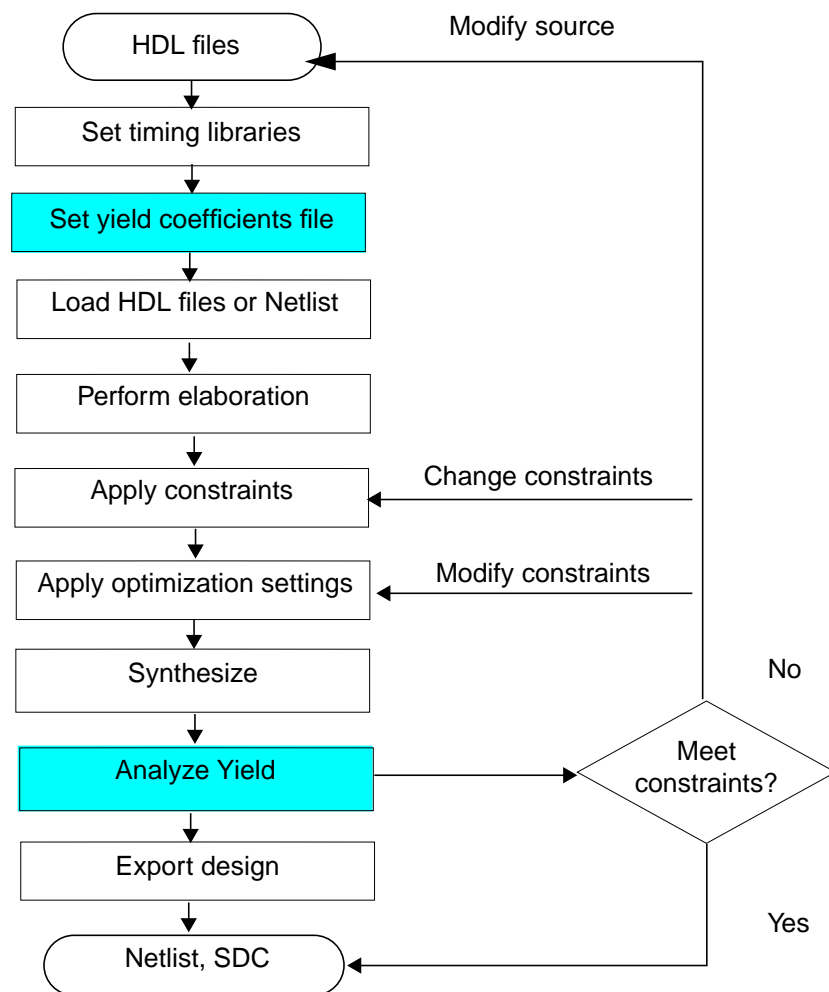 HDL files
Modify source
Set timing libraries
Set yield coefficients file
Load HDL files or Netlist
Perform elaboration
Apply constraints
Change constraints
Apply optimization settings
Modify constraints
Synthesize
No
Analyze Yield
Meet
constraints?
Export design
Yes
Netlist, SDC